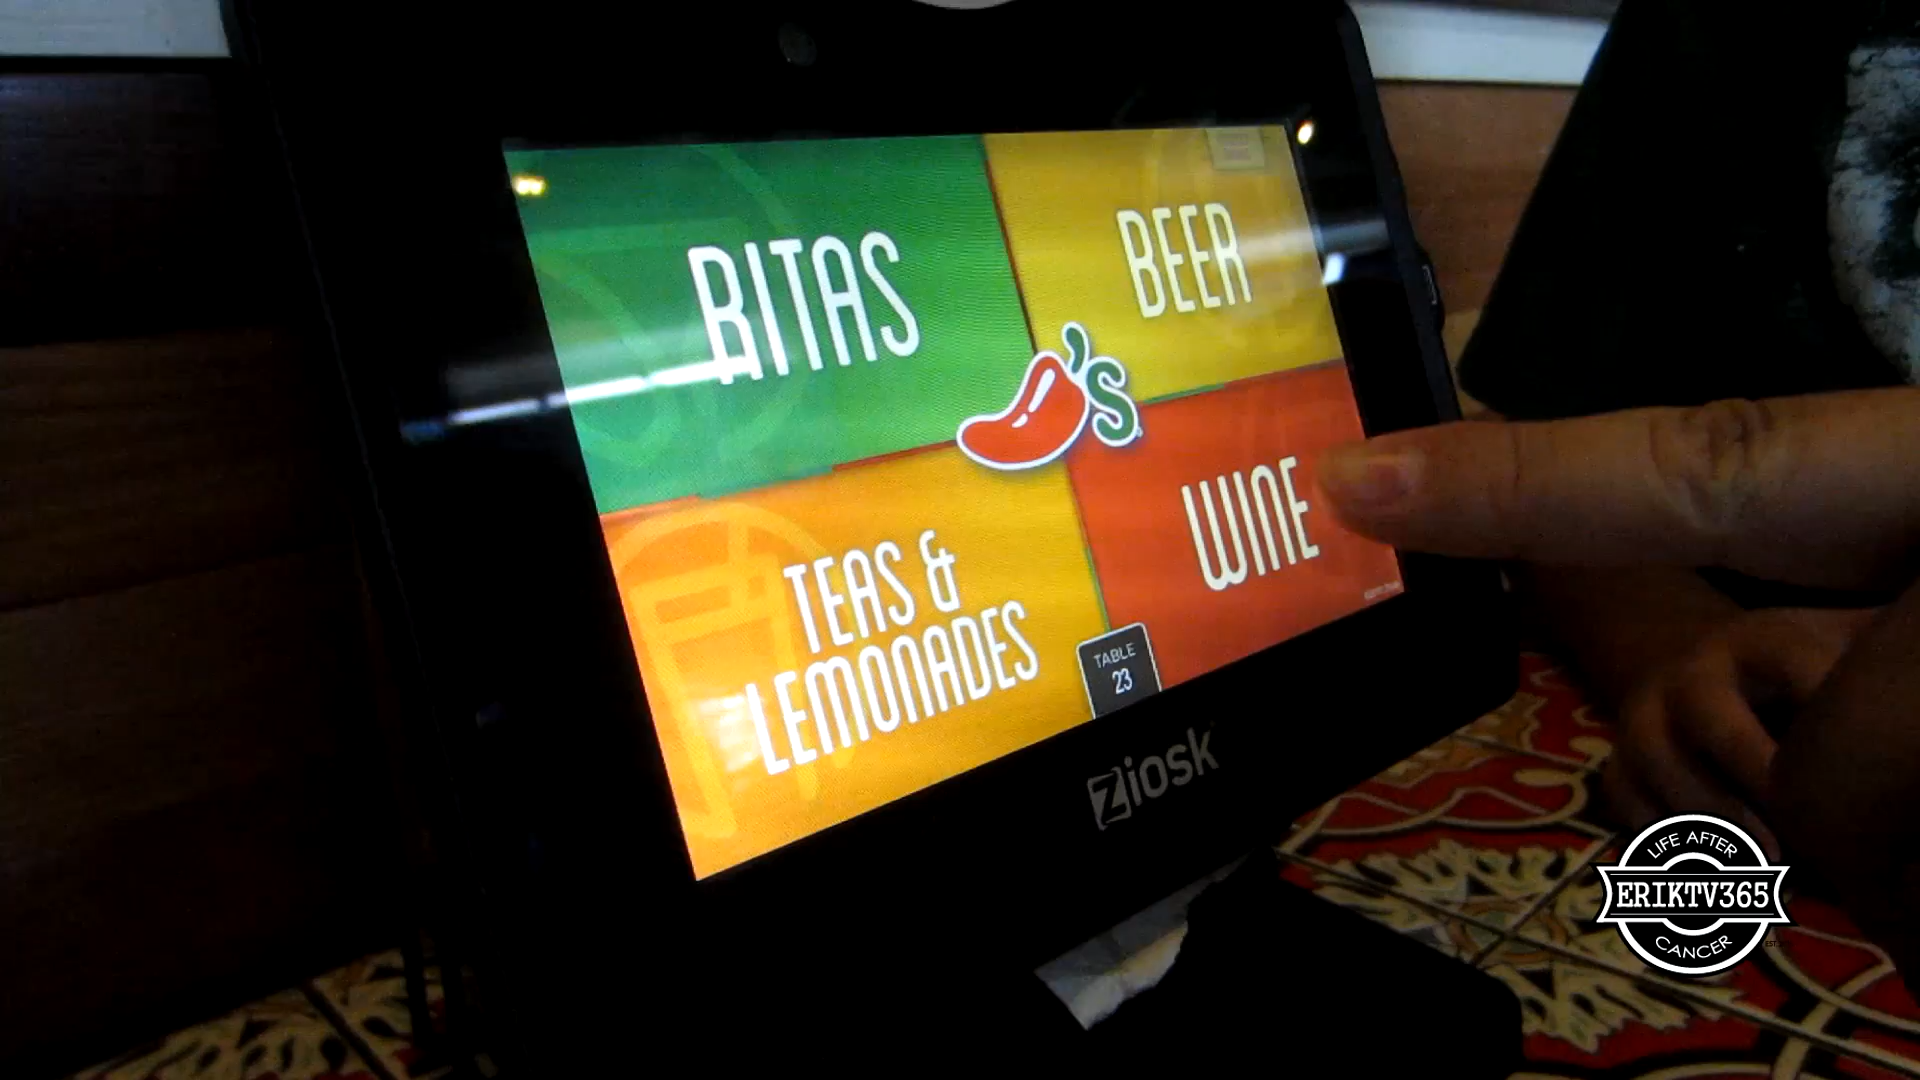 RITAS
BEER
'S
TEAS &
LEMONADES
WINE
TABLE
23
ziosk
LIFE AFTER
ERIKTV365
CANCER